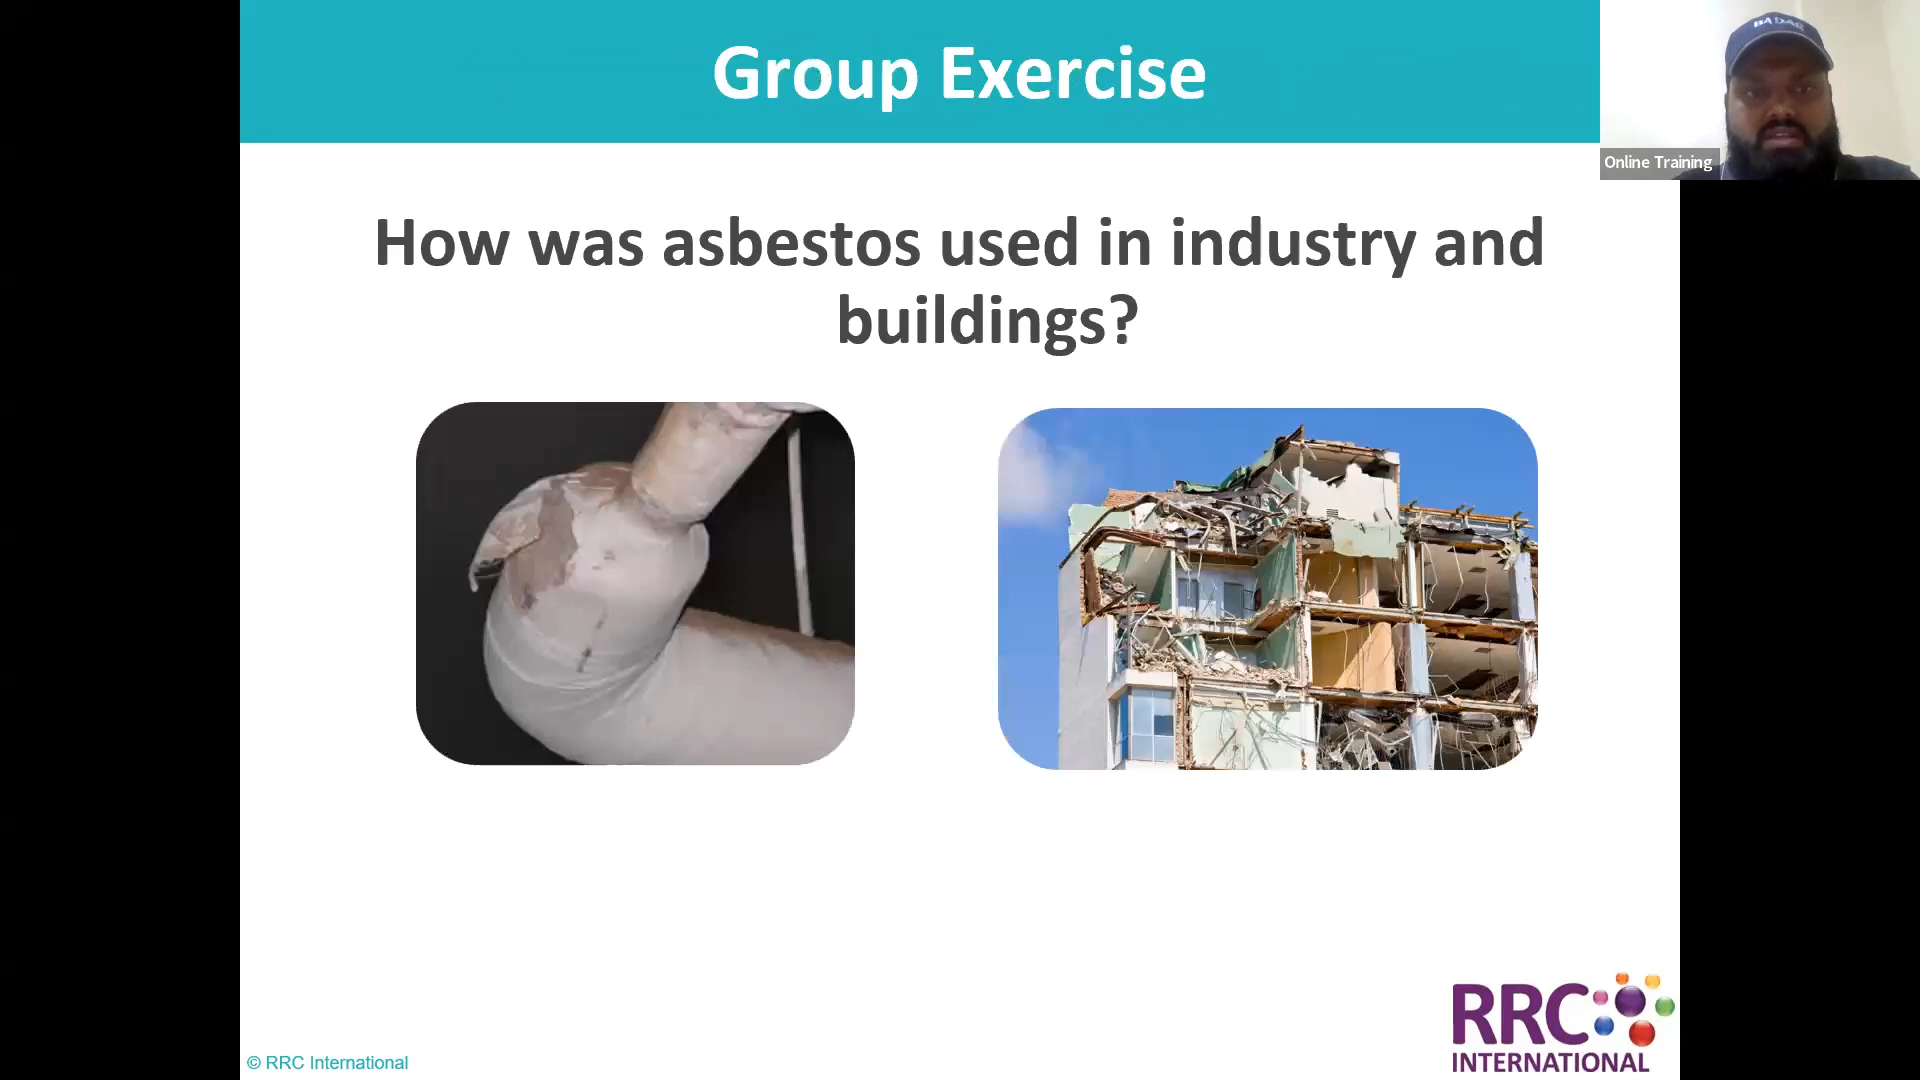 Group Exercise
Online Training
How was asbestos used in industry and
buildings?
RRC
INTERNATIONAL
© RRC International